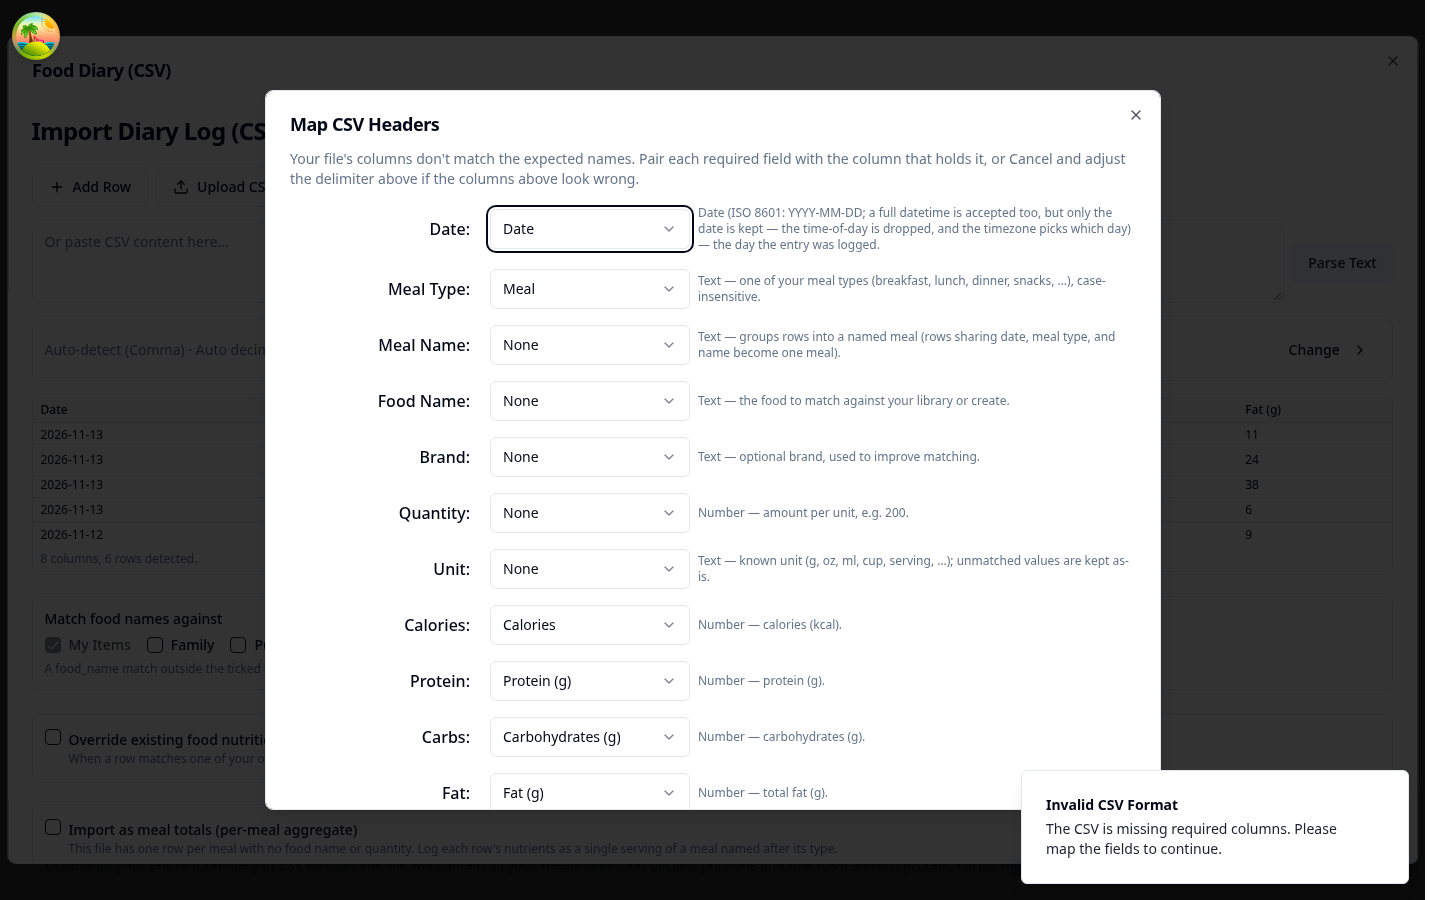 Food Diary (CSV)
Import Diary Log (CS
Add Row
Upload CS
Or paste CSV content here...
Parse Text
Auto-detect (Comma) · Auto decin
Change
Date
Fat (g)
2026-11-13
11
2026-11-13
24
2026-11-13
38
2026-11-13
6
2026-11-12
9
8 columns, 6 rows detected.
Match food names against
My Items
Family
A food_name match outside the ticked
Override existing food nutriti
When a row matches one of your o
Import as meal totals (per-meal aggregate)
This file has one row per meal with no food name or quantity. Log each row's nutrients as a single serving of a meal named after its type.
Map CSV Headers
Your file's columns don't match the expected names. Pair each required field with the column that holds it, or Cancel and adjust
the delimiter above if the columns above look wrong.
Date:
Date
Date (ISO 8601: YYYY-MM-DD; a full datetime is accepted too, but only the
date is kept — the time-of-day is dropped, and the timezone picks which day)
— the day the entry was logged.
Meal Type:
Meal
Text — one of your meal types (breakfast, lunch, dinner, snacks, …), case-
insensitive.
Meal Name:
None
Text — groups rows into a named meal (rows sharing date, meal type, and
name become one meal).
Food Name:
None
Text — the food to match against your library or create.
Brand:
None
Text — optional brand, used to improve matching.
Quantity:
None
Number — amount per unit, e.g. 200.
Unit:
None
Text — known unit (g, oz, ml, cup, serving, …); unmatched values are kept as-
is.
Calories:
Calories
Number — calories (kcal).
Protein:
Protein (g)
Number — protein (g).
Carbs:
Carbohydrates (g)
Number — carbohydrates (g).
Fat:
Fat (g)
Number — total fat (g).
Invalid CSV Format
The CSV is missing required columns. Please
map the fields to continue.